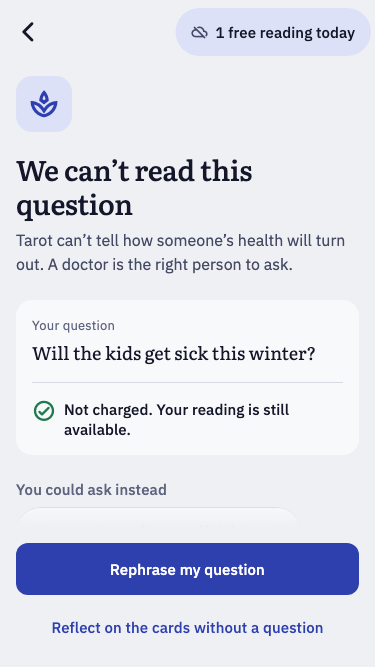 1 free reading today
We can’t read this
question
Tarot can’t tell how someone’s health will turn
out. A doctor is the right person to ask.
Your question
Will the kids get sick this winter?
Not charged. Your reading is still
available.
You could ask instead
Rephrase my question
Reflect on the cards without a question